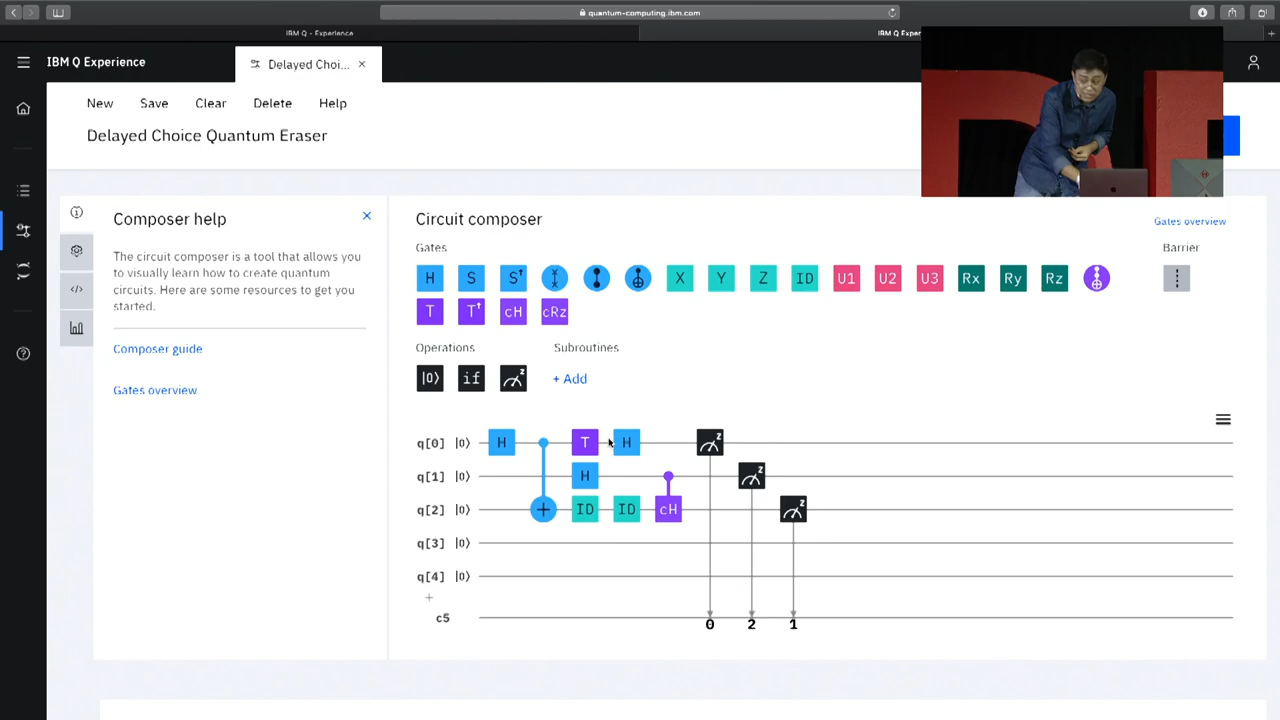 quantum-computing.ibm.com
IBM Q - Experience
IBM Q Exper
IBM Q Experience
Delayed Choi...
New Save Clear Delete Help
Delayed Choice Quantum Eraser
Composer help
The circuit composer is a tool that allows you
to visually learn how to create quantum
circuits. Here are some resources to get you
started.
Composer guide
Gates overview
Circuit composer
Gates overview
Gates
Barrier
H S S† X Y Z ID U1 U2 U3 Rx Ry Rz
T T† cH cRz
Operations Subroutines
|0⟩ if z + Add
q[0] |0⟩ H T H z
q[1] |0⟩ H z
q[2] |0⟩ + ID ID cH z
q[3] |0⟩
q[4] |0⟩
+
c5
0 2 1